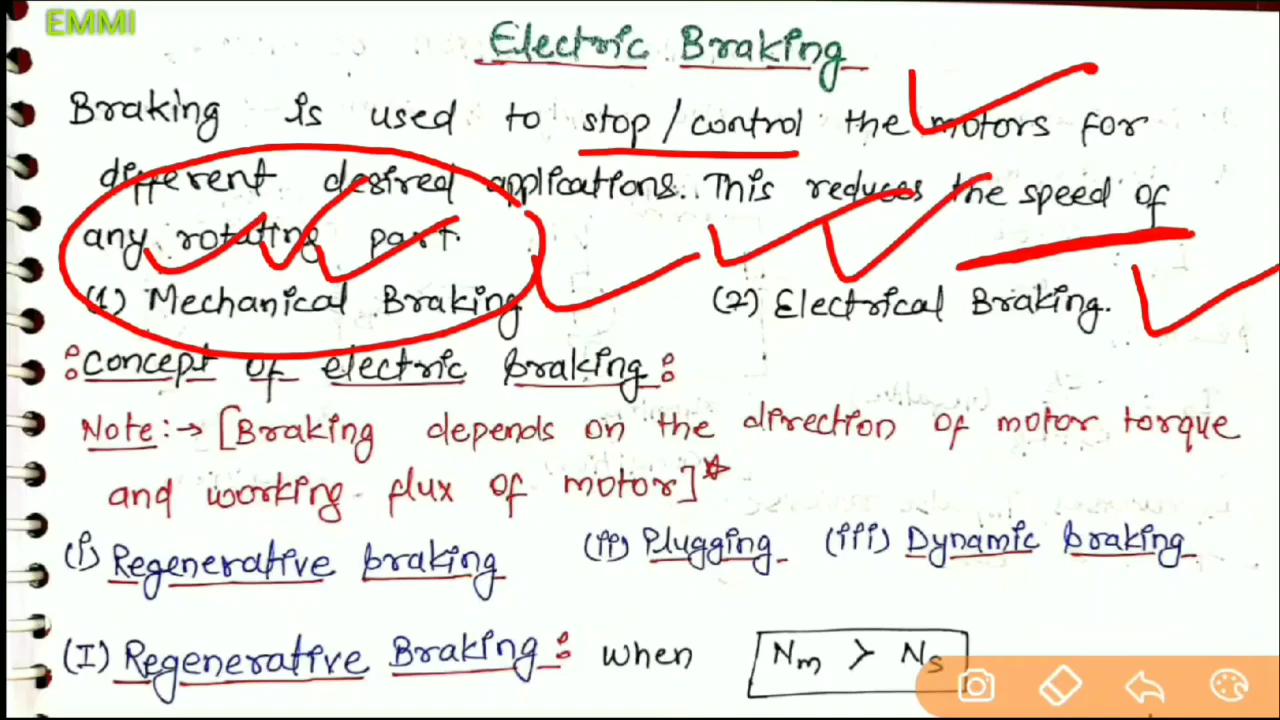 EMMI
Electric Braking
Braking is used to stop/control the motors for
different desired applications. This reduces the speed of
any rotating part.
(1) Mechanical Braking (2) Electrical Braking.
:Concept of electric braking:
Note:→ [Braking depends on the direction of motor torque
and working flux of motor]*
(i) Regenerative braking (ii) Plugging (iii) Dynamic braking
(I) Regenerative Braking: when Nm > Ns